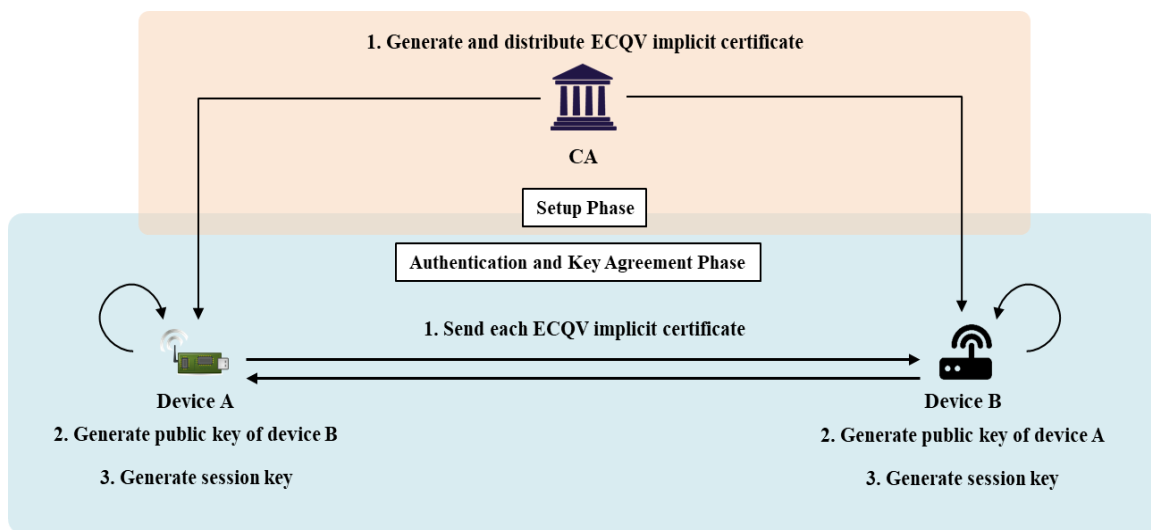 1. Generate and distribute ECQV implicit certificate
CA
Setup Phase
Authentication and Key Agreement Phase
1. Send each ECQV implicit certificate
Device A
Device B
2. Generate public key of device B
2. Generate public key of device A
3. Generate session key
3. Generate session key